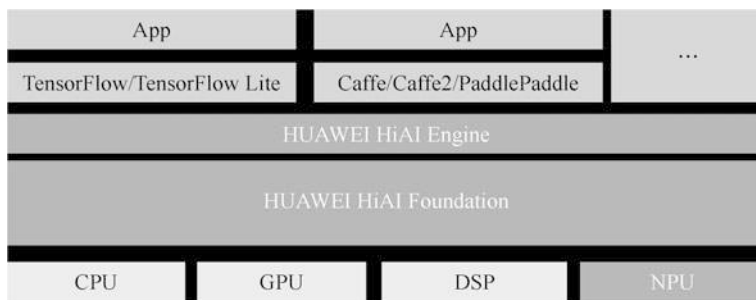 App
App
...
TensorFlow/TensorFlow Lite
Caffe/Caffe2/PaddlePaddle
HUAWEI HiAI Engine
HUAWEI HiAI Foundation
CPU
GPU
DSP
NPU